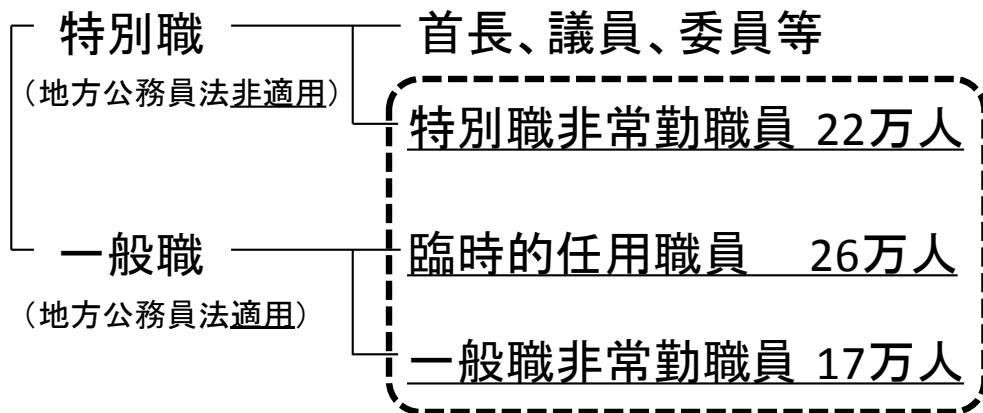 特別職
首長、議員、委員等
（地方公務員法非適用）
特別職非常勤職員 22万人
一般職
臨時的任用職員 26万人
（地方公務員法適用）
一般職非常勤職員 17万人